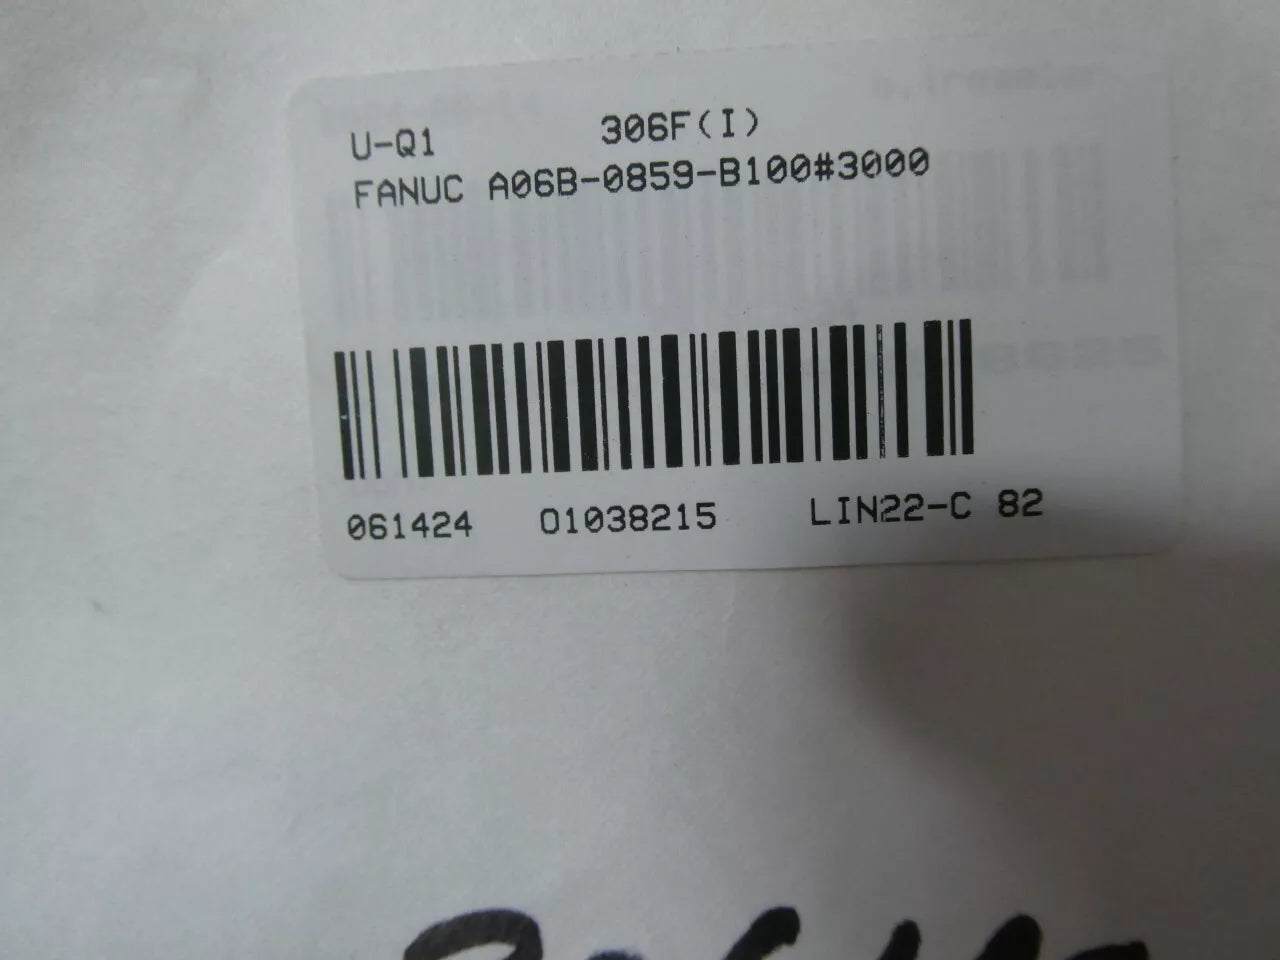 U-Q1 306F(I)
FANUC A06B-0859-B100#3000
061424 01038215 LIN22-C 82